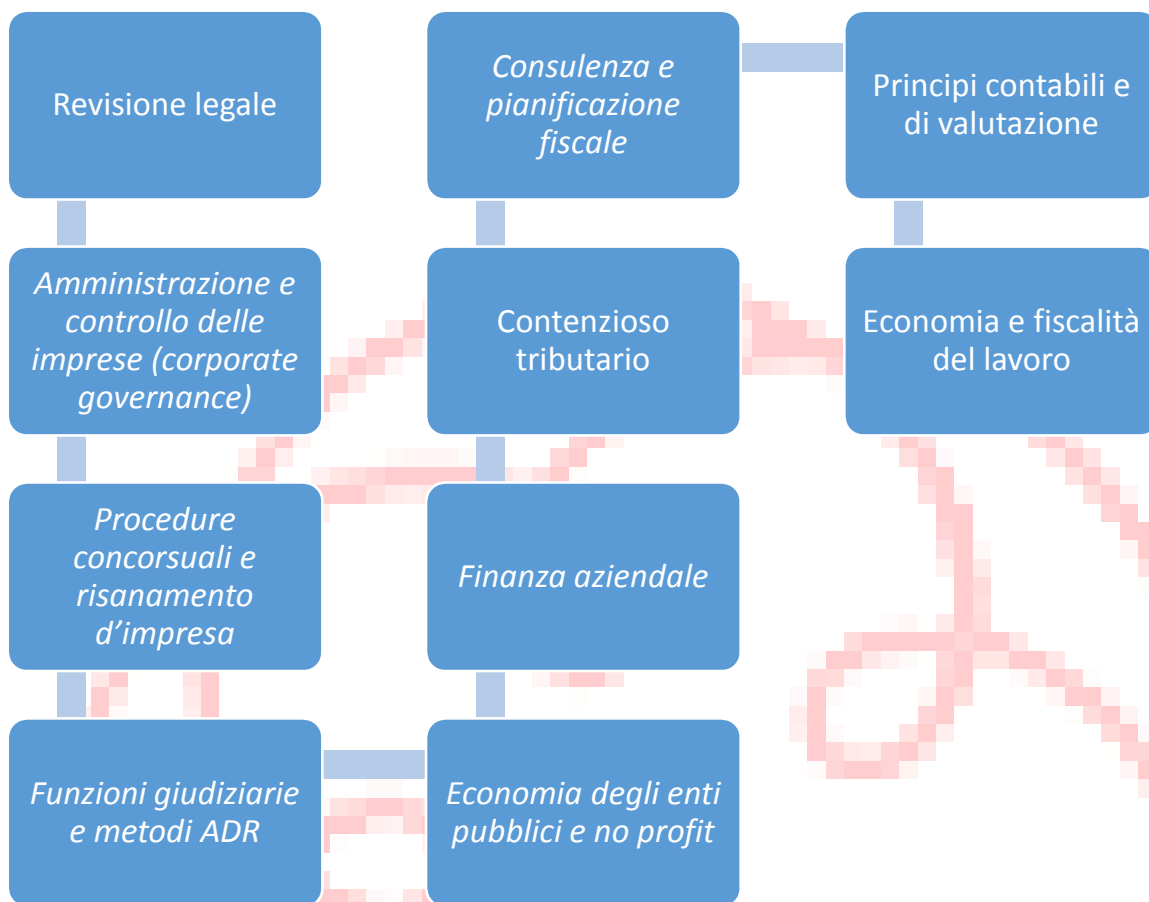 Revisione legale
Amministrazione e
controllo delle
imprese (corporate
governance)
Procedure
concorsuali e
risanamento
d’impresa
Funzioni giudiziarie
e metodi ADR
Economia degli enti
pubblici e no profit
Finanza aziendale
Contenzioso
tributario
Consulenza e
pianificazione
fiscale
Principi contabili e
di valutazione
Economia e fiscalità
del lavoro